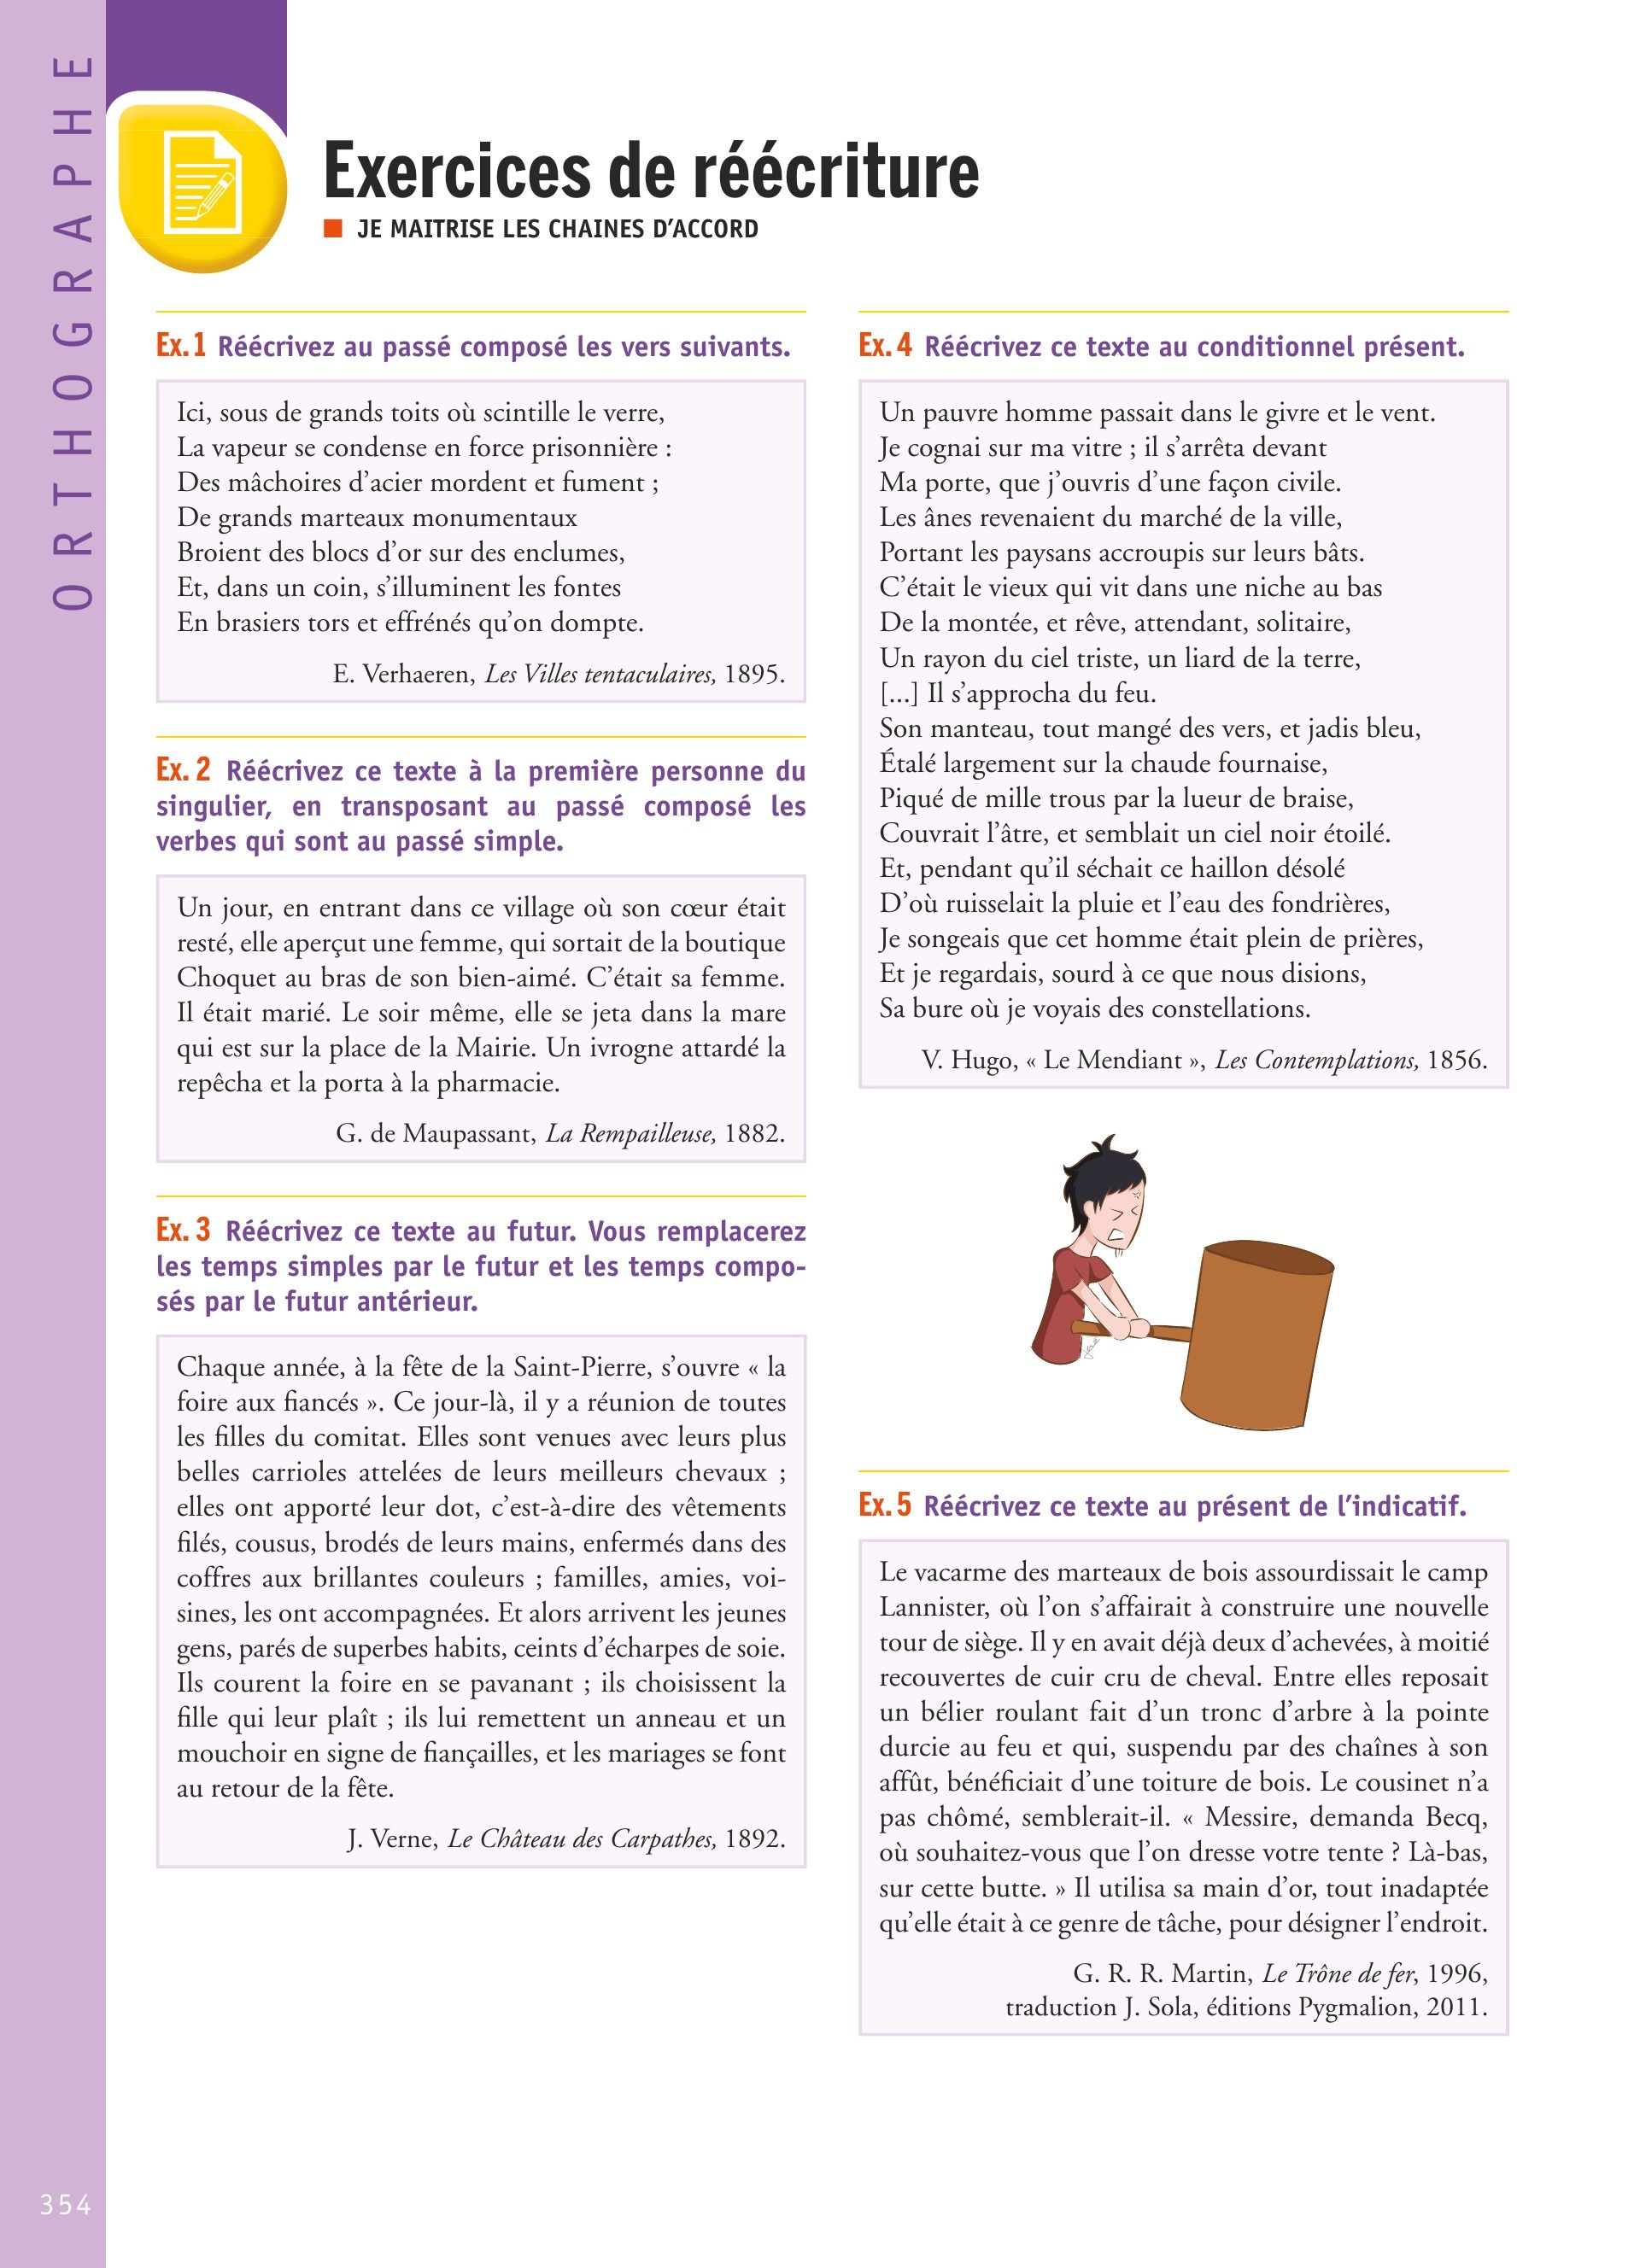 ORTHOGRAPHE
Exercices de réécriture
■ JE MAITRISE LES CHAINES D'ACCORD
Ex. 1 Réécrivez au passé composé les vers suivants.
Ici, sous de grands toits où scintille le verre,
La vapeur se condense en force prisonnière :
Des mâchoires d'acier mordent et fument ;
De grands marteaux monumentaux
Broient des blocs d'or sur des enclumes,
Et, dans un coin, s'illuminent les fontes
En brasiers tors et effrénés qu'on dompte.
E. Verhaeren, Les Villes tentaculaires, 1895.
Ex. 2 Réécrivez ce texte à la première personne du
singulier, en transposant au passé composé les
verbes qui sont au passé simple.
Un jour, en entrant dans ce village où son cœur était
resté, elle aperçut une femme, qui sortait de la boutique
Choquet au bras de son bien-aimé. C'était sa femme.
Il était marié. Le soir même, elle se jeta dans la mare
qui est sur la place de la Mairie. Un ivrogne attardé la
repêcha et la porta à la pharmacie.
G. de Maupassant, La Rempailleuse, 1882.
Ex. 3 Réécrivez ce texte au futur. Vous remplacerez
les temps simples par le futur et les temps compo-
sés par le futur antérieur.
Chaque année, à la fête de la Saint-Pierre, s'ouvre « la
foire aux fiancés ». Ce jour-là, il y a réunion de toutes
les filles du comitat. Elles sont venues avec leurs plus
belles carrioles attelées de leurs meilleurs chevaux ;
elles ont apporté leur dot, c'est-à-dire des vêtements
filés, cousus, brodés de leurs mains, enfermés dans des
coffres aux brillantes couleurs ; familles, amies, voi-
sines, les ont accompagnées. Et alors arrivent les jeunes
gens, parés de superbes habits, ceints d'écharpes de soie.
Ils courent la foire en se pavanant ; ils choisissent la
fille qui leur plaît ; ils lui remettent un anneau et un
mouchoir en signe de fiançailles, et les mariages se font
au retour de la fête.
J. Verne, Le Château des Carpathes, 1892.
Ex. 4 Réécrivez ce texte au conditionnel présent.
Un pauvre homme passait dans le givre et le vent.
Je cognai sur ma vitre ; il s'arrêta devant
Ma porte, que j'ouvris d'une façon civile.
Les ânes revenaient du marché de la ville,
Portant les paysans accroupis sur leurs bâts.
C'était le vieux qui vit dans une niche au bas
De la montée, et rêve, attendant, solitaire,
Un rayon du ciel triste, un liard de la terre,
[...] Il s'approcha du feu.
Son manteau, tout mangé des vers, et jadis bleu,
Étalé largement sur la chaude fournaise,
Piqué de mille trous par la lueur de braise,
Couvrait l'âtre, et semblait un ciel noir étoilé.
Et, pendant qu'il séchait ce haillon désolé
D'où ruisselait la pluie et l'eau des fondrières,
Je songeais que cet homme était plein de prières,
Et je regardais, sourd à ce que nous disions,
Sa bure où je voyais des constellations.
V. Hugo, « Le Mendiant », Les Contemplations, 1856.
Ex. 5 Réécrivez ce texte au présent de l'indicatif.
Le vacarme des marteaux de bois assourdissait le camp
Lannister, où l'on s'affairait à construire une nouvelle
tour de siège. Il y en avait déjà deux d'achevées, à moitié
recouvertes de cuir cru de cheval. Entre elles reposait
un bélier roulant fait d'un tronc d'arbre à la pointe
durcie au feu et qui, suspendu par des chaînes à son
affût, bénéficiait d'une toiture de bois. Le cousinet n'a
pas chômé, semblerait-il. « Messire, demanda Becq,
où souhaitez-vous que l'on dresse votre tente ? Là-bas,
sur cette butte. » Il utilisa sa main d'or, tout inadaptée
qu'elle était à ce genre de tâche, pour désigner l'endroit.
G. R. R. Martin, Le Trône de fer, 1996,
traduction J. Sola, éditions Pygmalion, 2011.
354